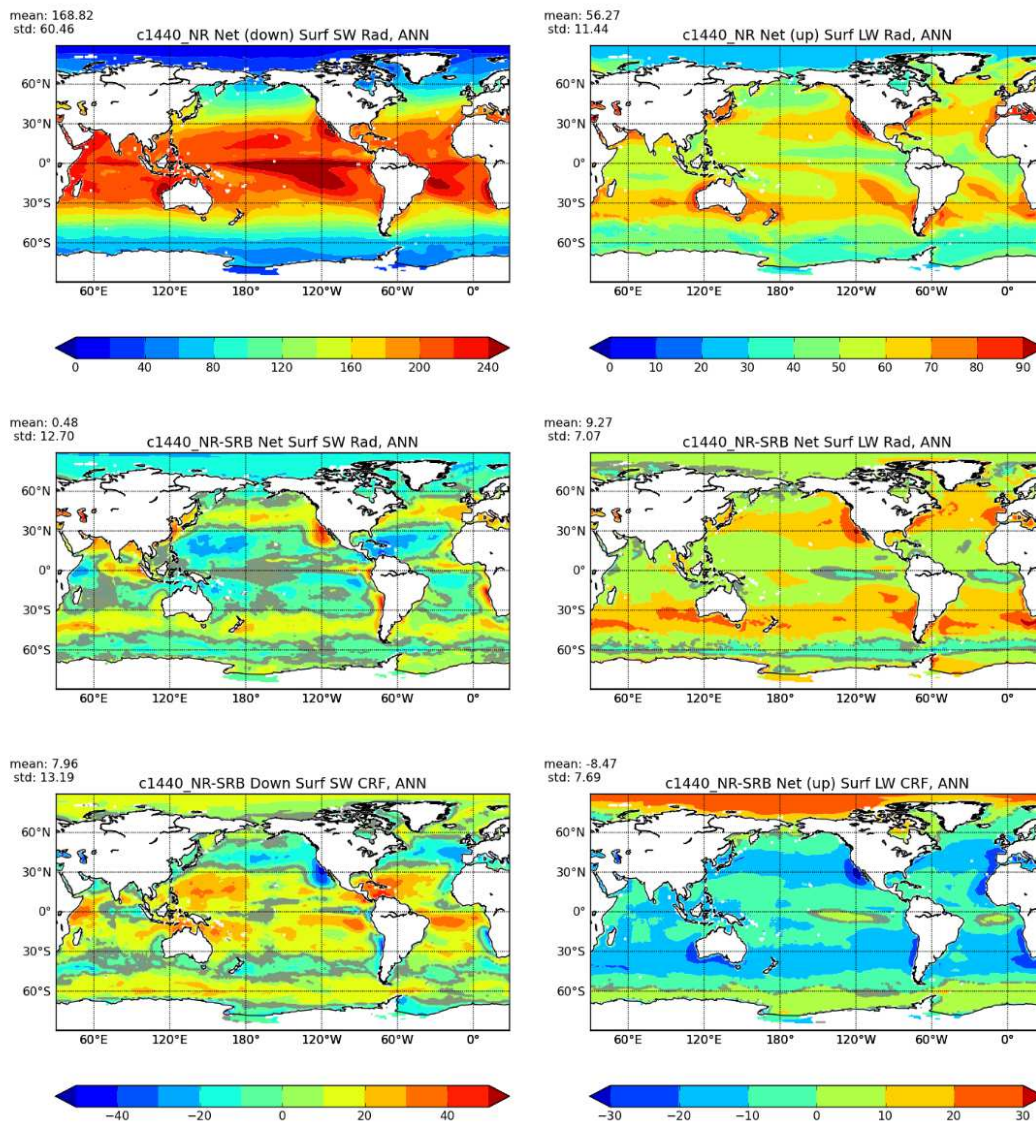 mean: 168.82
std: 60.46
c1440_NR Net (down) Surf SW Rad, ANN
60°N
30°N
0°
30°S
60°S
60°E 120°E 180° 120°W 60°W 0°
0 40 80 120 160 200 240
mean: 56.27
std: 11.44
c1440_NR Net (up) Surf LW Rad, ANN
60°N
30°N
0°
30°S
60°S
60°E 120°E 180° 120°W 60°W 0°
0 10 20 30 40 50 60 70 80 90
mean: 0.48
std: 12.70
c1440_NR-SRB Net Surf SW Rad, ANN
60°N
30°N
0°
30°S
60°S
60°E 120°E 180° 120°W 60°W 0°
mean: 9.27
std: 7.07
c1440_NR-SRB Net Surf LW Rad, ANN
60°N
30°N
0°
30°S
60°S
60°E 120°E 180° 120°W 60°W 0°
mean: 7.96
std: 13.19
c1440_NR-SRB Down Surf SW CRF, ANN
60°N
30°N
0°
30°S
60°S
60°E 120°E 180° 120°W 60°W 0°
−40 −20 0 20 40
mean: -8.47
std: 7.69
c1440_NR-SRB Net (up) Surf LW CRF, ANN
60°N
30°N
0°
30°S
60°S
60°E 120°E 180° 120°W 60°W 0°
−30 −20 −10 0 10 20 30